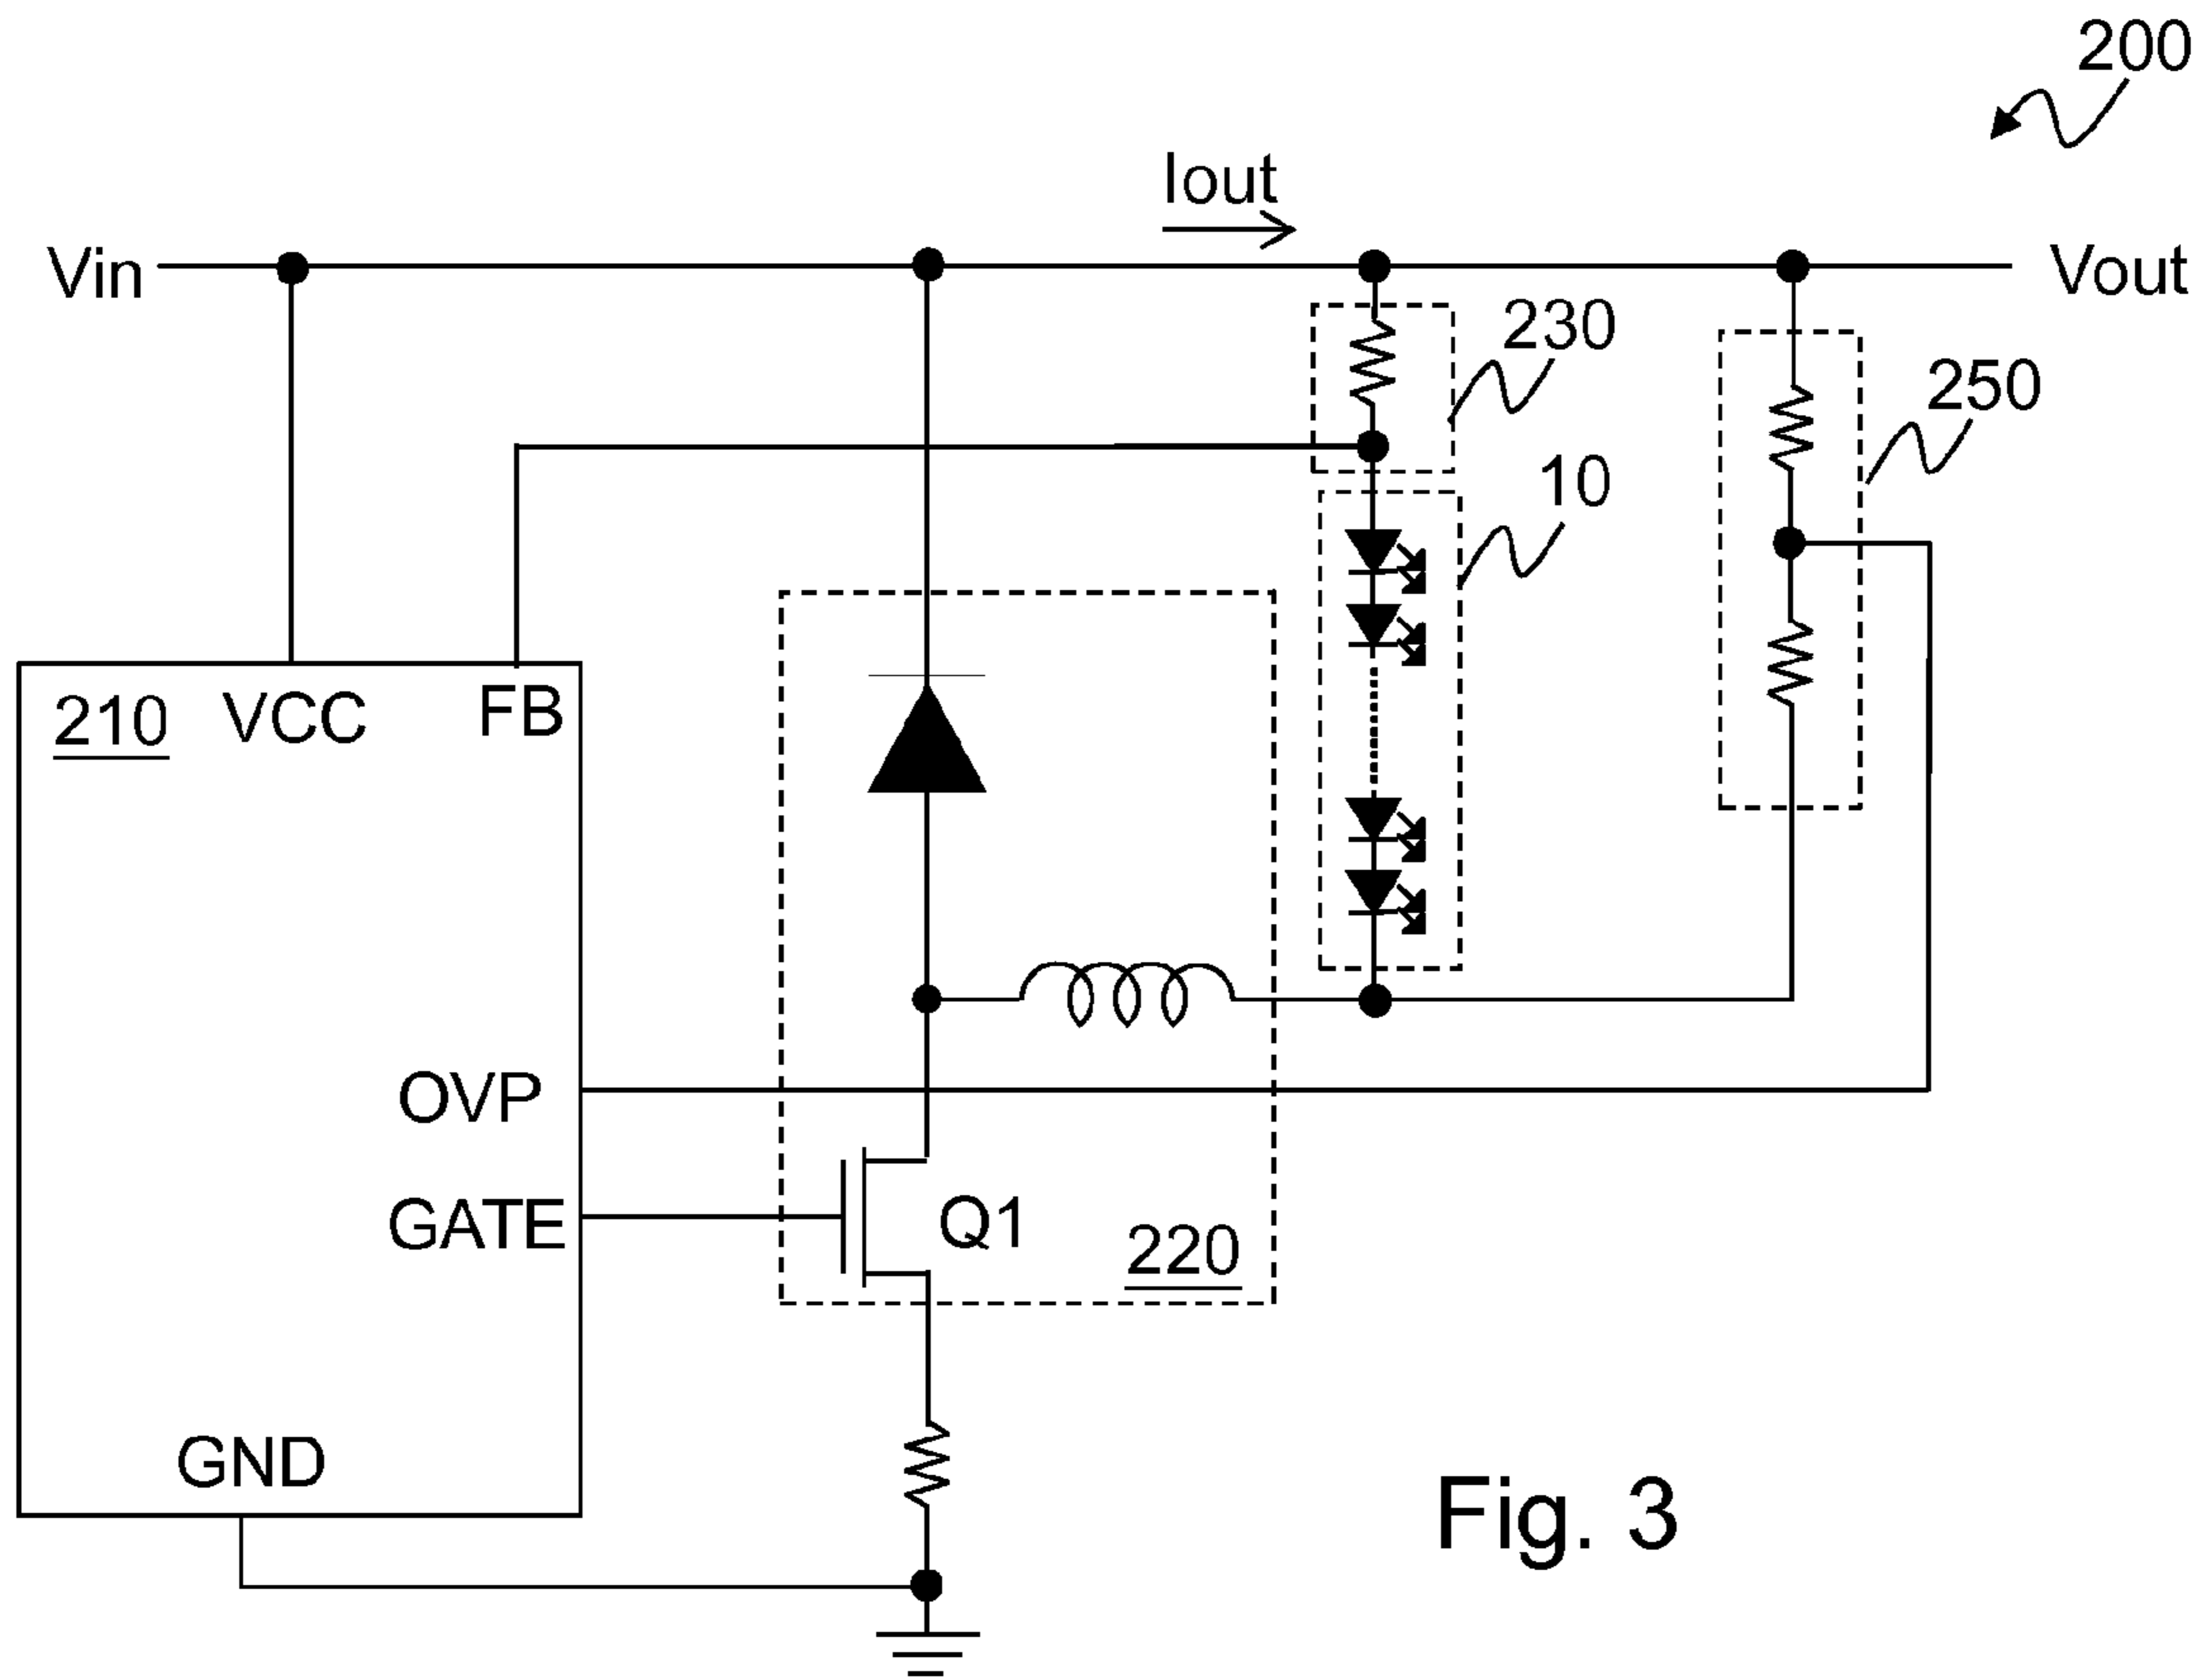 200
Iout
Vin
Vout
230
250
10
210
VCC
FB
OVP
GATE
Q1
220
GND
Fig. 3